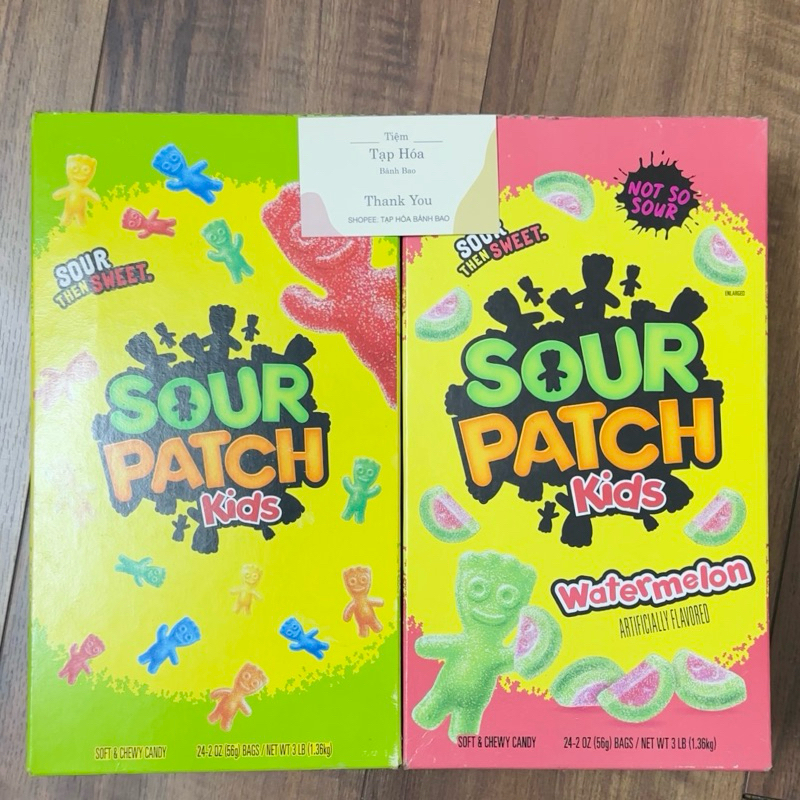 Tiệm
Tạp Hóa
Bánh Bao
Thank You
SHOPEE: TẠP HÓA BÁNH BAO
SOUR
THEN SWEET.
SOUR
PATCH
Kids
SOFT & CHEWY CANDY
24-2 OZ (56g) BAGS / NET WT 3 LB (1.36kg)
NOT SO
SOUR
SOUR
THEN SWEET.
ENLARGED
SOUR
PATCH
Kids
Watermelon
ARTIFICIALLY FLAVORED
SOFT & CHEWY CANDY
24-2 OZ (56g) BAGS / NET WT 3 LB (1.36kg)